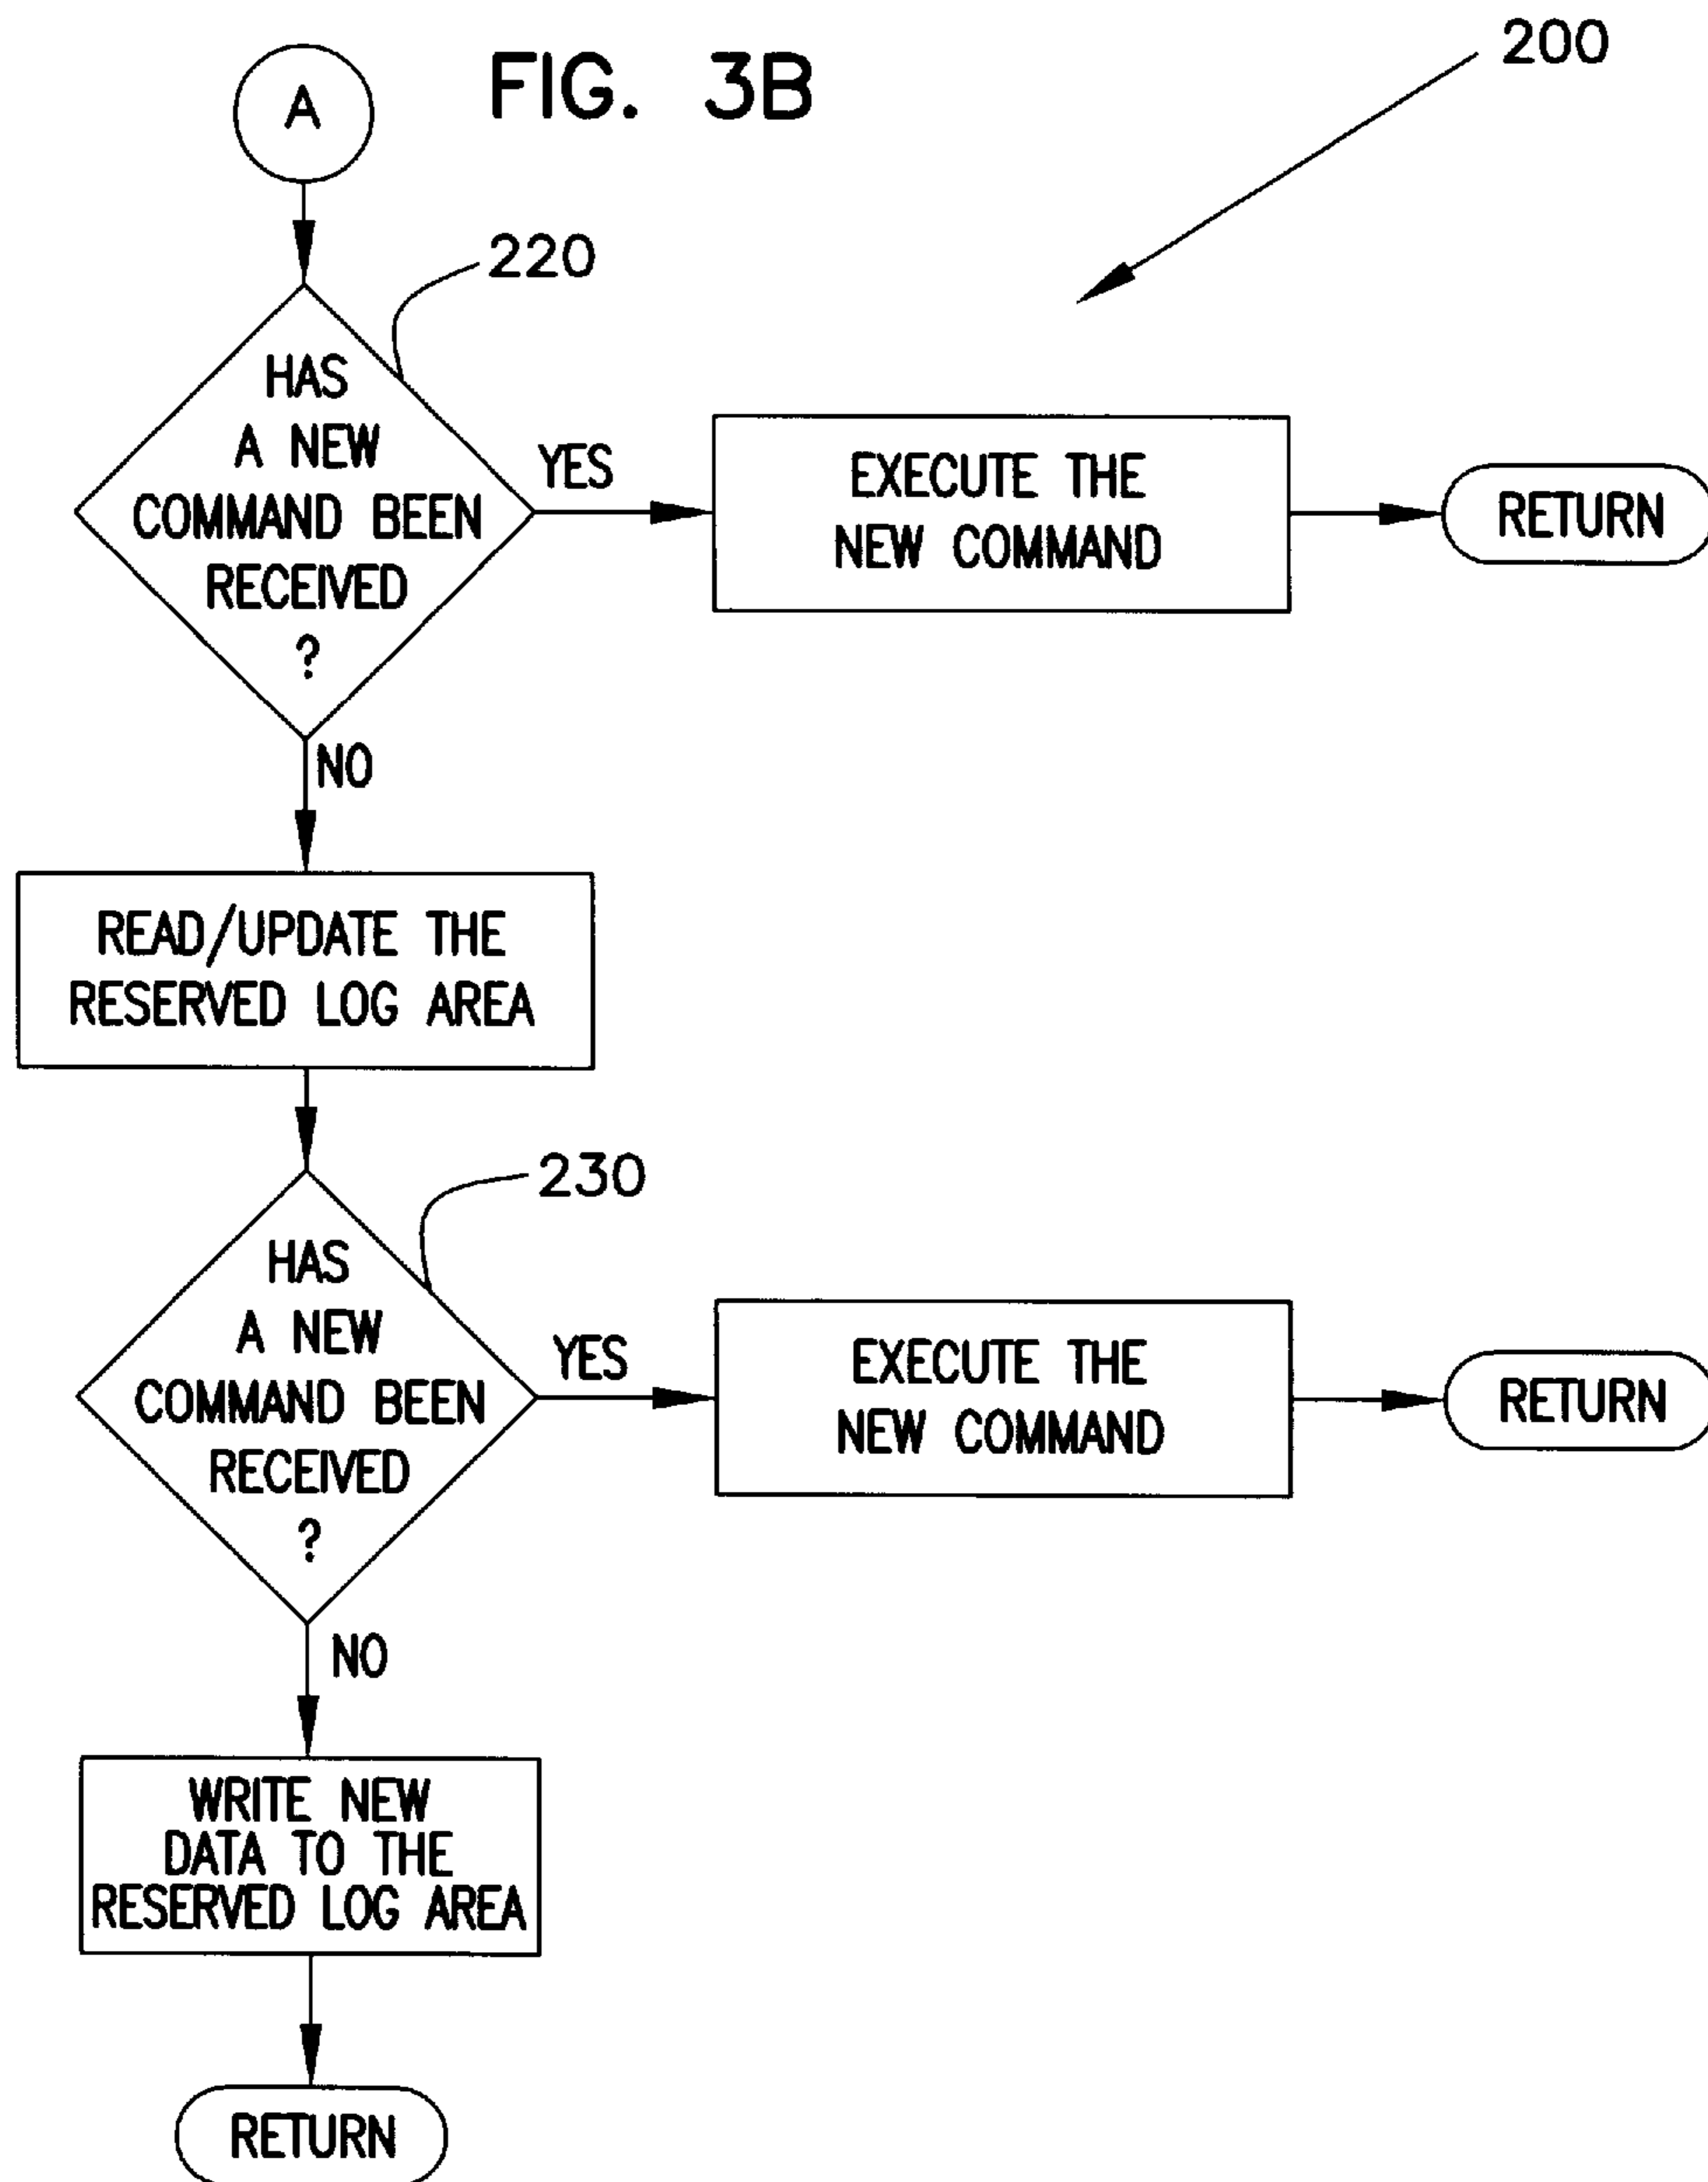 A
FIG. 3B
200
220
HAS
A NEW
COMMAND BEEN
RECEIVED
?
YES
EXECUTE THE
NEW COMMAND
RETURN
NO
READ/UPDATE THE
RESERVED LOG AREA
230
HAS
A NEW
COMMAND BEEN
RECEIVED
?
YES
EXECUTE THE
NEW COMMAND
RETURN
NO
WRITE NEW
DATA TO THE
RESERVED LOG AREA
RETURN